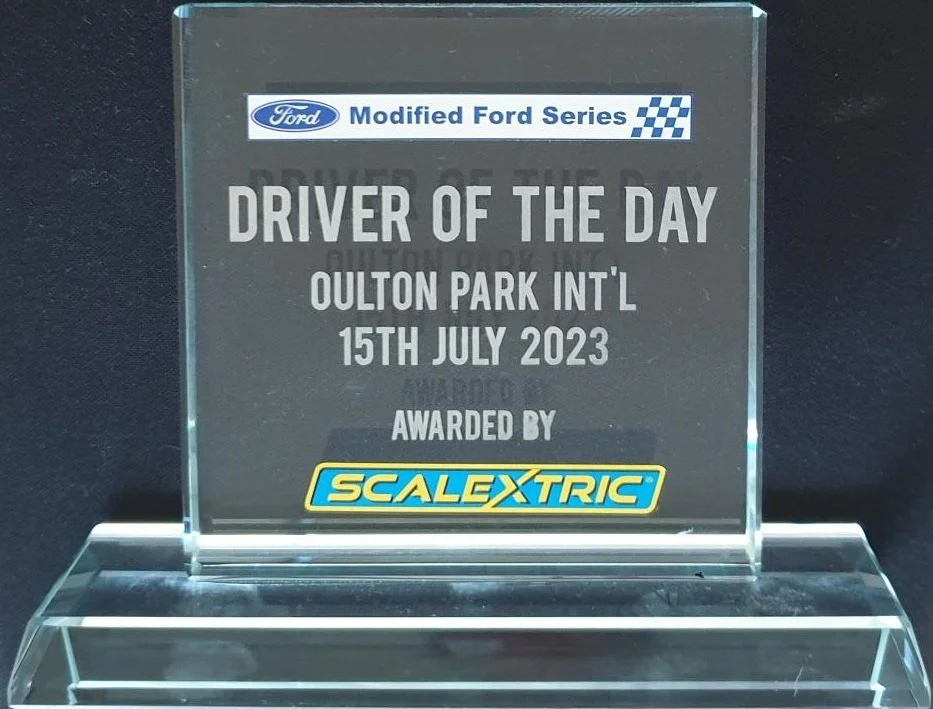 Ford Modified Ford Series
DRIVER OF THE DAY
OULTON PARK INT'L
15TH JULY 2023
AWARDED BY
SCALEXTRIC